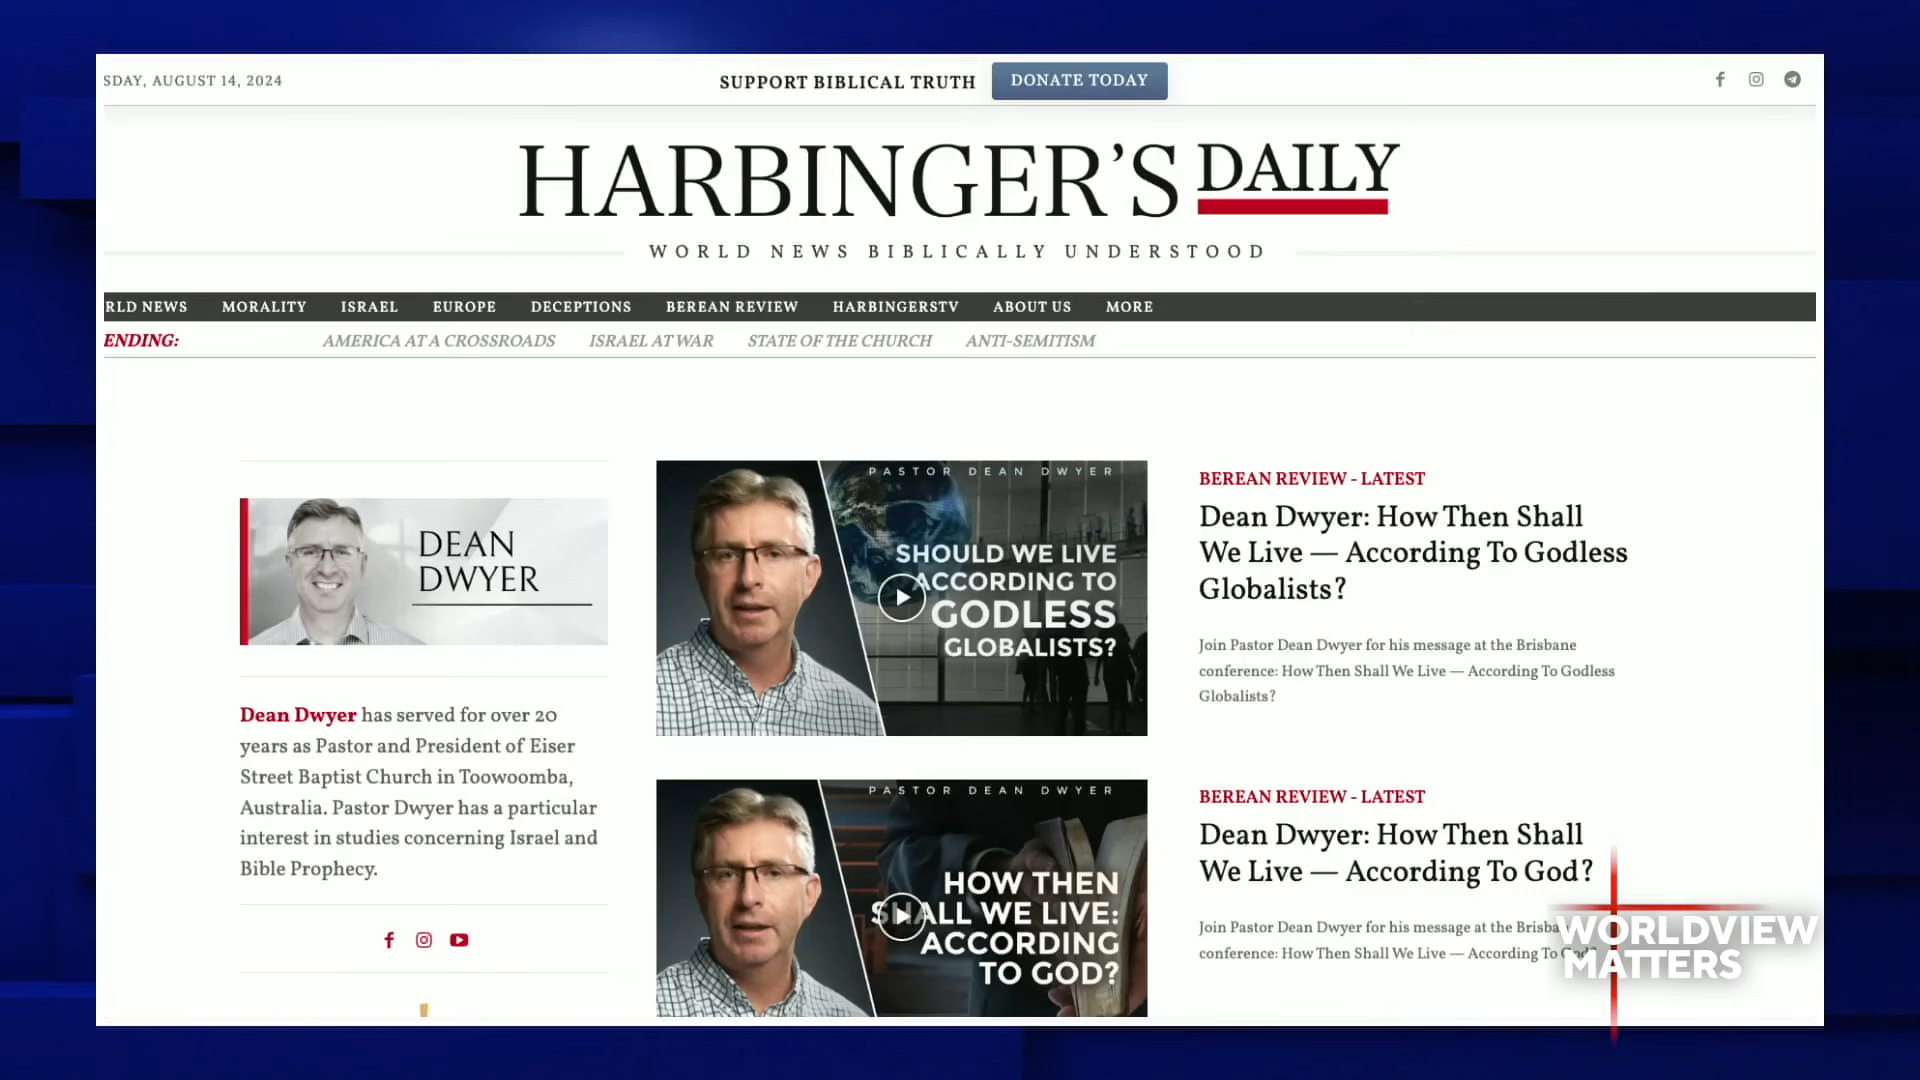 SDAY, AUGUST 14, 2024
SUPPORT BIBLICAL TRUTH
DONATE TODAY
HARBINGER'S DAILY
WORLD NEWS BIBLICALLY UNDERSTOOD
RLD NEWS MORALITY ISRAEL EUROPE DECEPTIONS BEREAN REVIEW HARBINGERSTV ABOUT US MORE
ENDING: AMERICA AT A CROSSROADS ISRAEL AT WAR STATE OF THE CHURCH ANTI-SEMITISM
DEAN
DWYER
Dean Dwyer has served for over 20
years as Pastor and President of Eiser
Street Baptist Church in Toowoomba,
Australia. Pastor Dwyer has a particular
interest in studies concerning Israel and
Bible Prophecy.
PASTOR DEAN DWYER
SHOULD WE LIVE
ACCORDING TO
GODLESS
GLOBALISTS?
BEREAN REVIEW - LATEST
Dean Dwyer: How Then Shall
We Live — According To Godless
Globalists?
Join Pastor Dean Dwyer for his message at the Brisbane
conference: How Then Shall We Live — According To Godless
Globalists?
PASTOR DEAN DWYER
HOW THEN
SHALL WE LIVE:
ACCORDING
TO GOD?
BEREAN REVIEW - LATEST
Dean Dwyer: How Then Shall
We Live — According To God?
Join Pastor Dean Dwyer for his message at the Brisba
conference: How Then Shall We Live — According To God?
WORLDVIEW
MATTERS